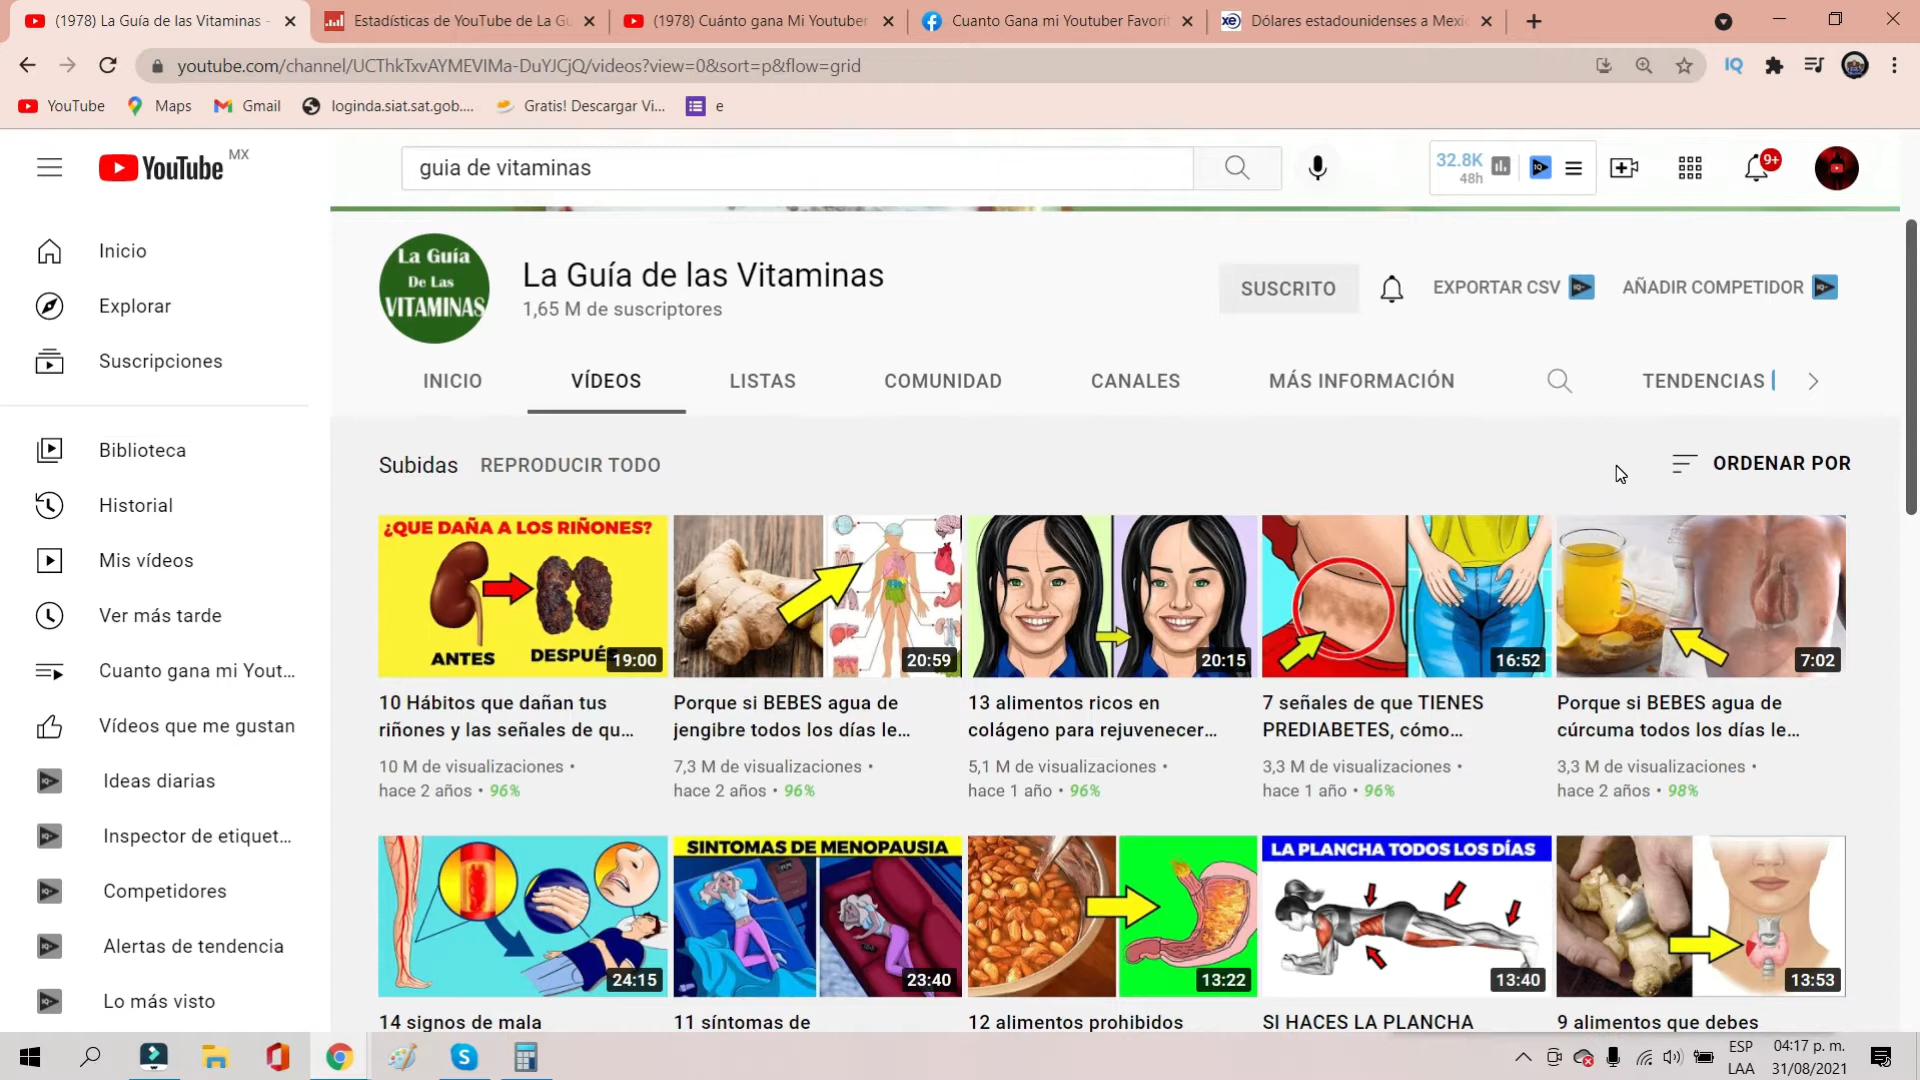 (1978) La Guía de las Vitaminas -
Estadísticas de YouTube de La Gu
(1978) Cuánto gana Mi Youtuber
Cuanto Gana mi Youtuber Favorit
xe Dólares estadounidenses a Mexic
youtube.com/channel/UCThkTxvAYMEVIMa-DuYJCjQ/videos?view=0&sort=p&flow=grid
IQ
YouTube
Maps
Gmail
loginda.siat.sat.gob....
Gratis! Descargar Vi...
e
YouTube MX
guia de vitaminas
32.8K
48h
9+
Inicio
Explorar
Suscripciones
Biblioteca
Historial
Mis vídeos
Ver más tarde
Cuanto gana mi Yout...
Vídeos que me gustan
Ideas diarias
Inspector de etiquet...
Competidores
Alertas de tendencia
Lo más visto
La Guía
De Las
VITAMINAS
La Guía de las Vitaminas
1,65 M de suscriptores
SUSCRITO
EXPORTAR CSV
AÑADIR COMPETIDOR
INICIO
VÍDEOS
LISTAS
COMUNIDAD
CANALES
MÁS INFORMACIÓN
TENDENCIAS
Subidas
REPRODUCIR TODO
ORDENAR POR
¿QUE DAÑA A LOS RIÑONES?
ANTES
DESPUÉ
19:00
20:59
20:15
16:52
7:02
10 Hábitos que dañan tus
riñones y las señales de qu...
10 M de visualizaciones •
hace 2 años • 96%
Porque si BEBES agua de
jengibre todos los días le...
7,3 M de visualizaciones •
hace 2 años • 96%
13 alimentos ricos en
colágeno para rejuvenecer...
5,1 M de visualizaciones •
hace 1 año • 96%
7 señales de que TIENES
PREDIABETES, cómo...
3,3 M de visualizaciones •
hace 1 año • 96%
Porque si BEBES agua de
cúrcuma todos los días le...
3,3 M de visualizaciones •
hace 2 años • 98%
24:15
SINTOMAS DE MENOPAUSIA
23:40
13:22
LA PLANCHA TODOS LOS DÍAS
13:40
13:53
14 signos de mala
11 síntomas de
12 alimentos prohibidos
SI HACES LA PLANCHA
9 alimentos que debes
ESP
LAA
04:17 p. m.
31/08/2021